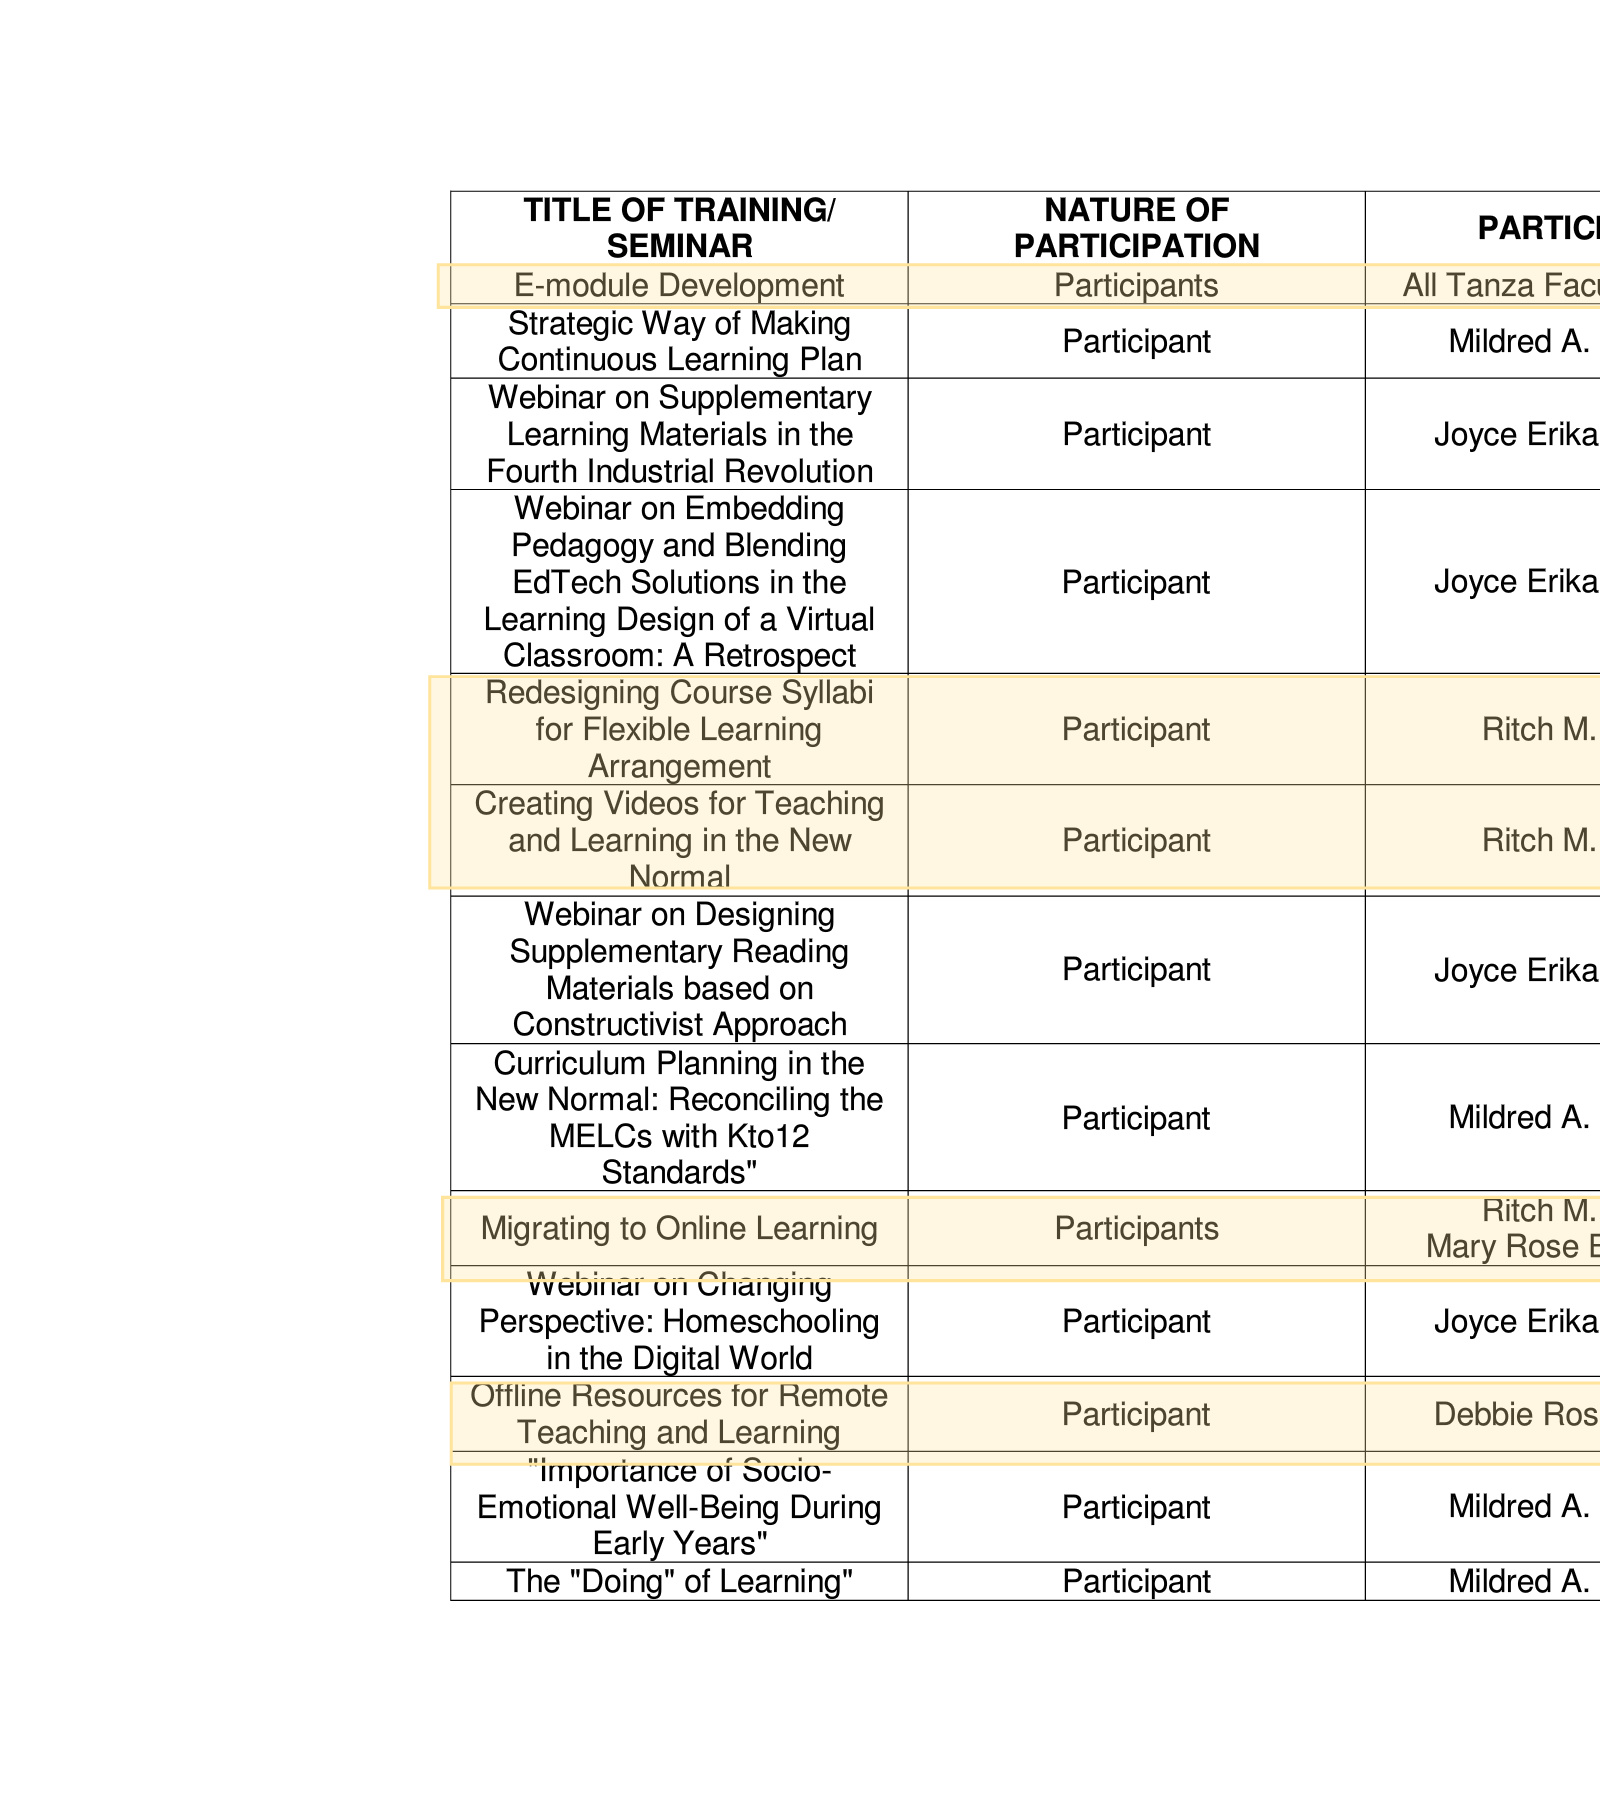 TITLE OF TRAINING/
SEMINAR
NATURE OF
PARTICIPATION
E-module Development
Participants
All Tanza
Strategic Way of Making
Continuous Learning Plan
Participant
Mildred A.
Webinar on Supplementary
Learning Materials in the
Fourth Industrial Revolution
Participant
Joyce Erika
Webinar on Embedding
Pedagogy and Blending
EdTech Solutions in the
Learning Design of a Virtual
Classroom: A Retrospect
Participant
Joyce Erika
Redesigning Course Syllabi
for Flexible Learning
Arrangement
Participant
Ritch M.
Creating Videos for Teaching
and Learning in the New
Normal
Participant
Ritch M.
Webinar on Designing
Supplementary Reading
Materials based on
Constructivist Approach
Participant
Joyce Erika
Curriculum Planning in the
New Normal: Reconciling the
MELCs with Kto12
Standards"
Participant
Mildred A.
Migrating to Online Learning
Participants
Ritch M.
Mary Rose
Webinar on Changing
Perspective: Homeschooling
in the Digital World
Participant
Joyce Erika
Offline Resources for Remote
Teaching and Learning
Participant
Debbie
"Importance of Socio-
Emotional Well-Being During
Early Years"
Participant
Mildred A.
The "Doing" of Learning"
Participant
Mildred A.